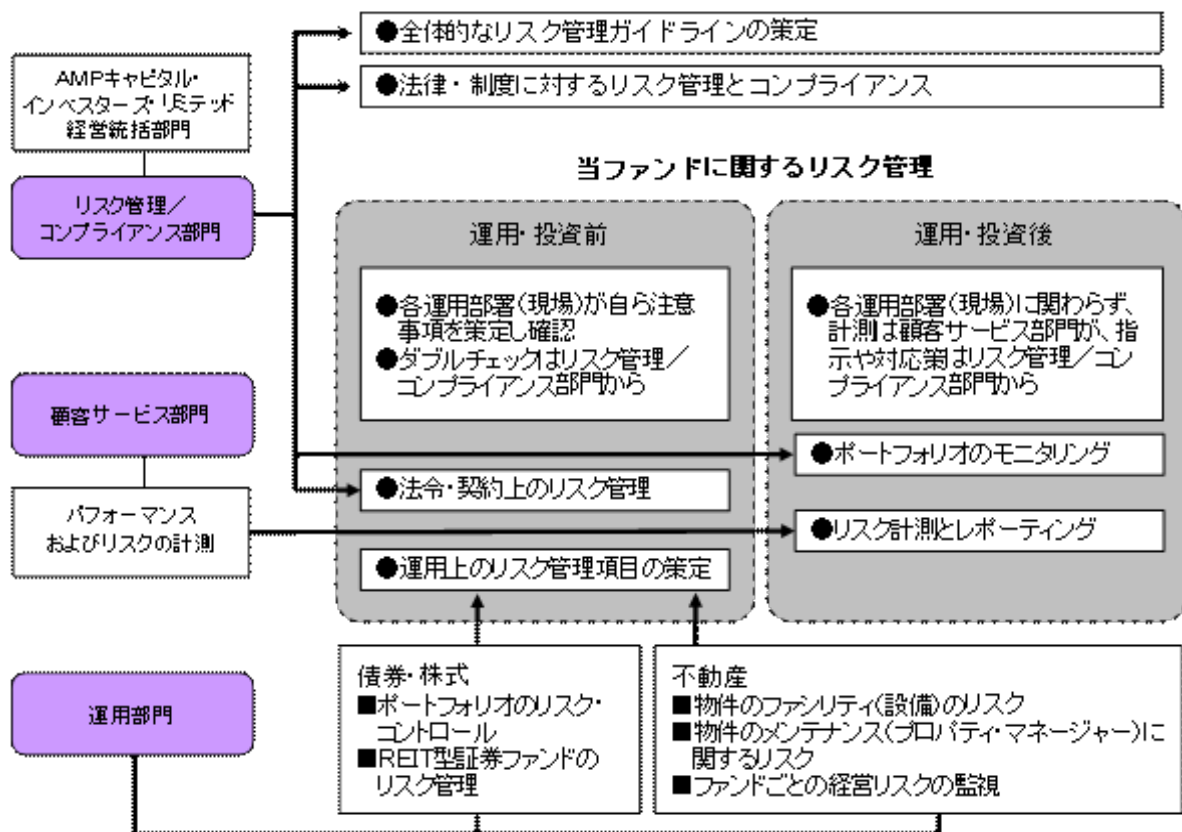 ●全体的なリスク管理ガイドラインの策定
AMPキャピタル・
インベスターズ・リミテッド
経営統括部門
●法律・制度に対するリスク管理とコンプライアンス
当ファンドに関するリスク管理
リスク管理／
コンプライアンス部門
運用・投資前
●各運用部署(現場)が自ら注意
事項を策定し確認
●ダブルチェックはリスク管理／
コンプライアンス部門から
運用・投資後
●各運用部署(現場)に関わらず、
計測は顧客サービス部門が、指
示や対応策はリスク管理／コン
プライアンス部門から
顧客サービス部門
●ポートフォリオのモニタリング
●法令・契約上のリスク管理
パフォーマンス
およびリスクの計測
●リスク計測とレポーティング
●運用上のリスク管理項目の策定
運用部門
債券・株式
■ポートフォリオのリスク・
コントロール
■REIT型証券ファンドの
リスク管理
不動産
■物件のファシリティ(設備)のリスク
■物件のメンテナンス(プロパティ・マネージャー)に
関するリスク
■ファンドごとの経営リスクの監視